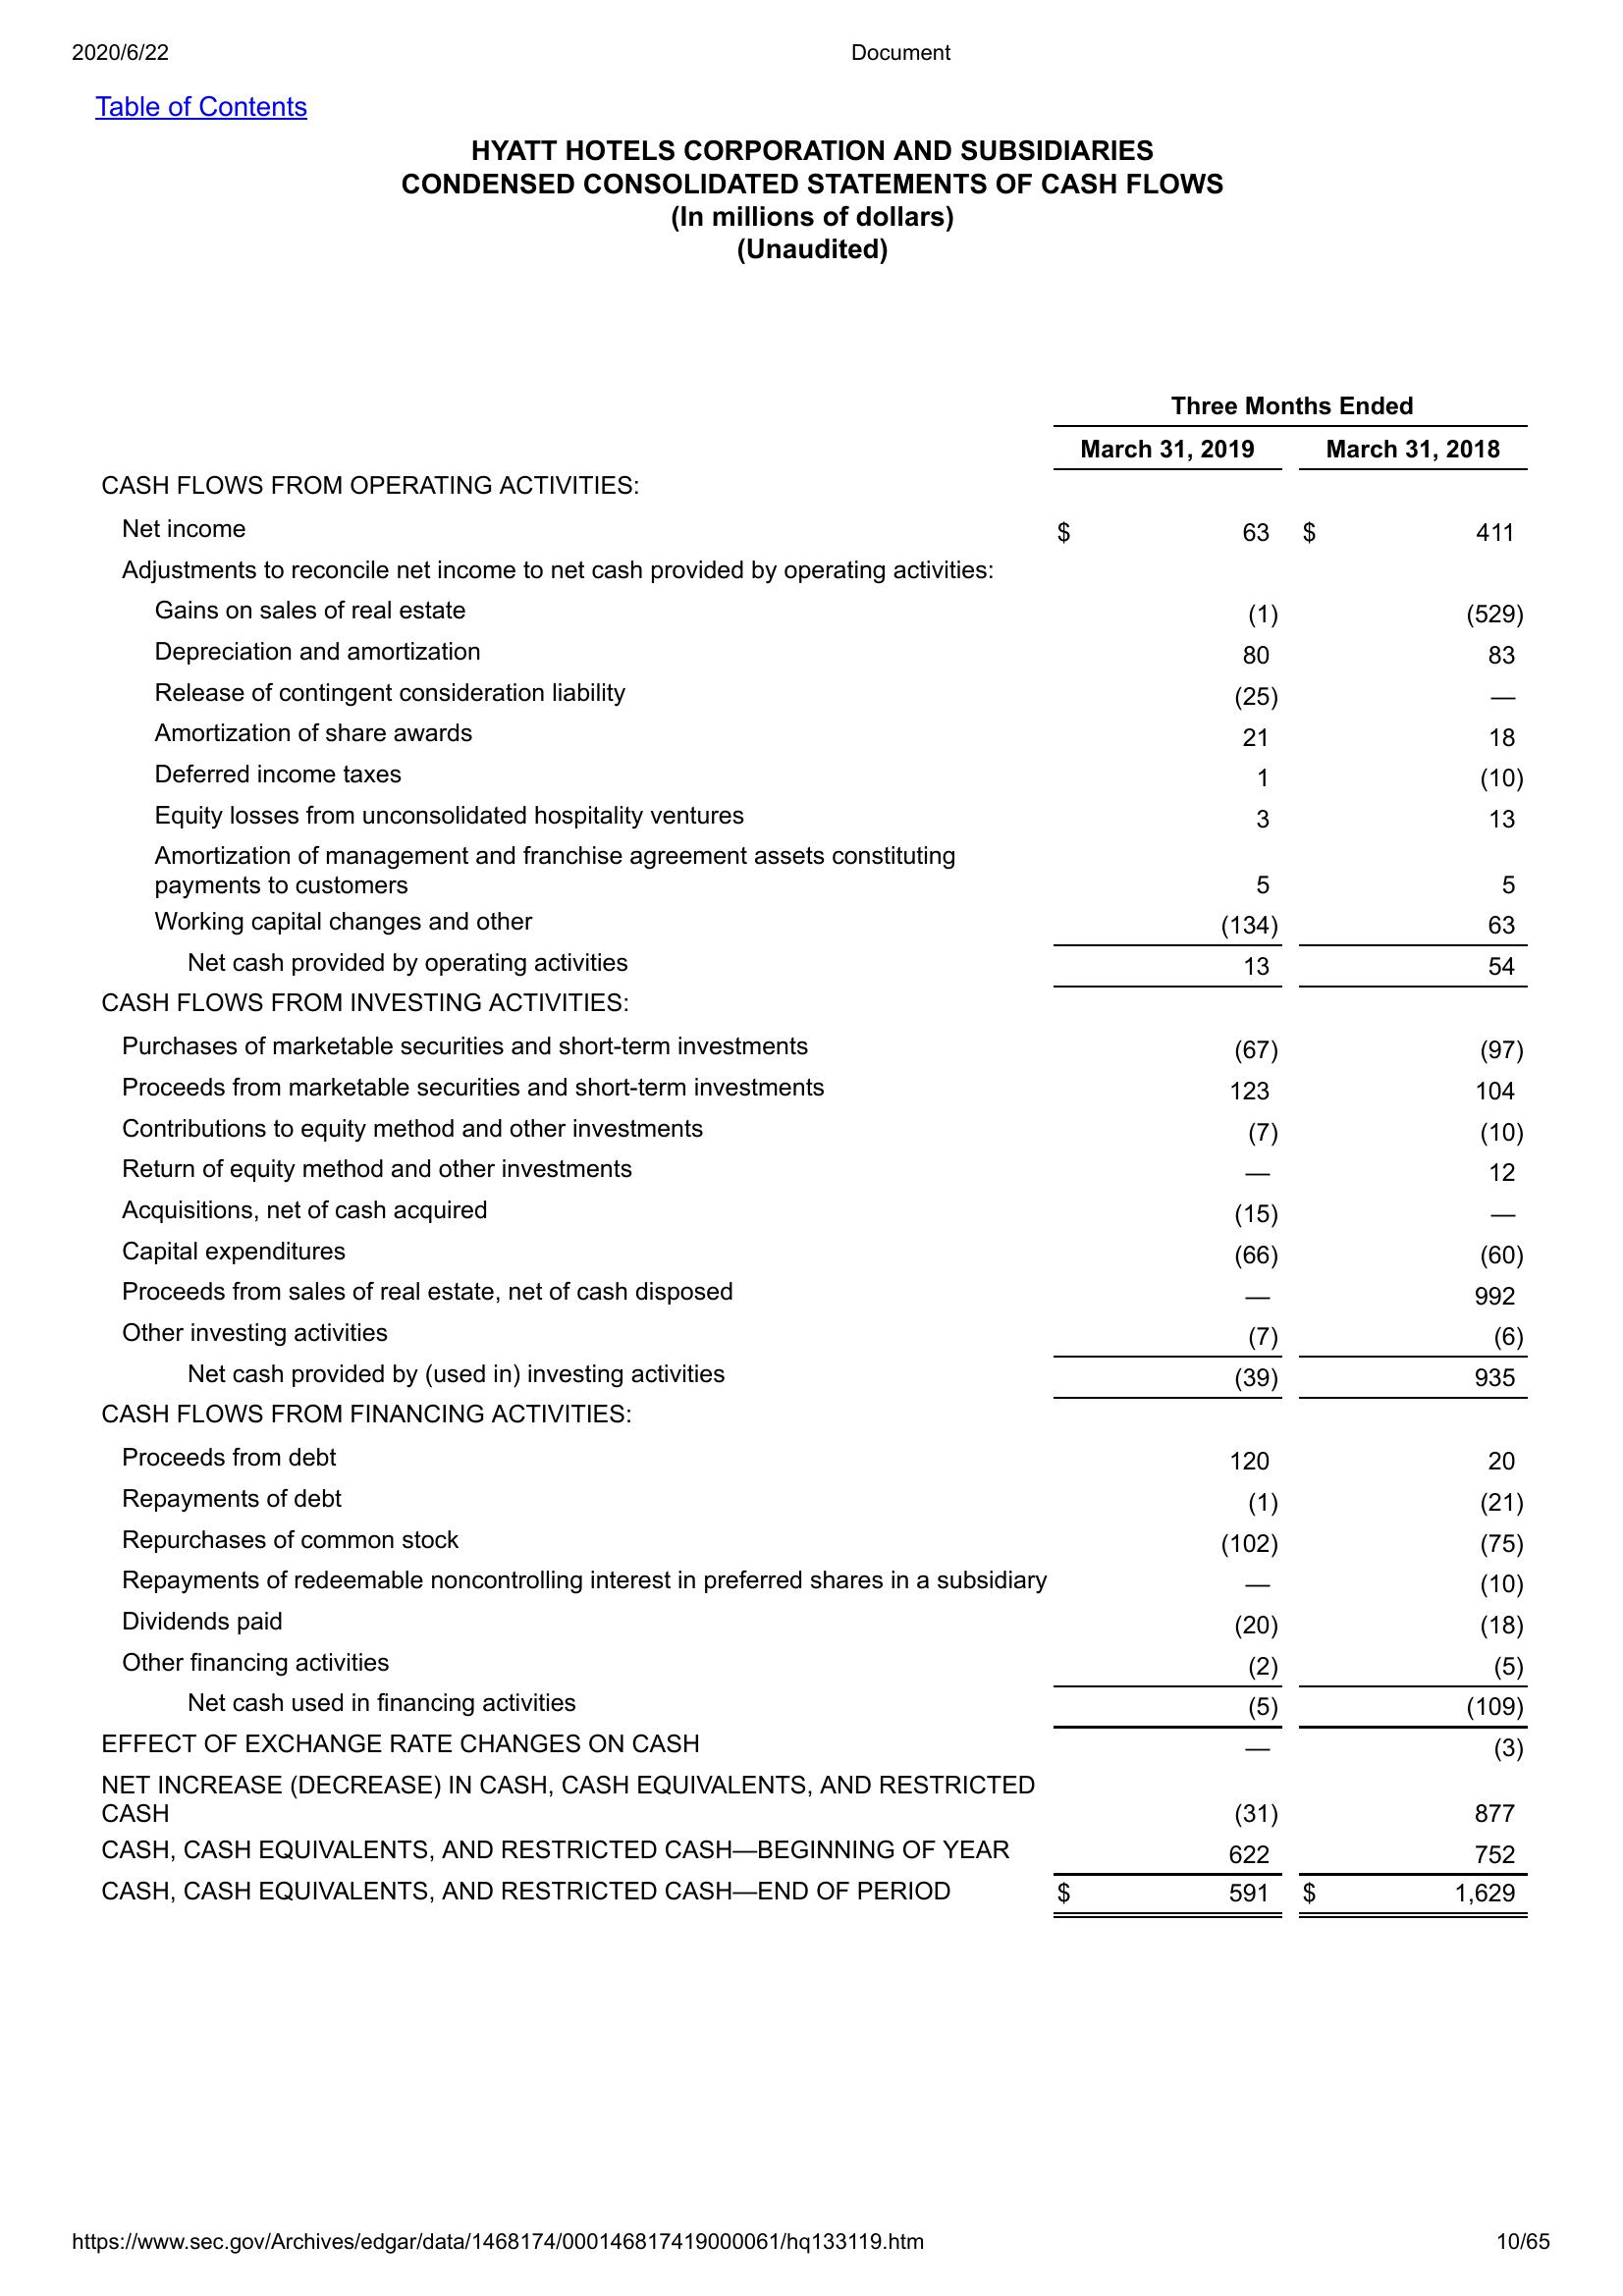 2020/6/22 Document
Table of Contents
HYATT HOTELS CORPORATION AND SUBSIDIARIES
CONDENSED CONSOLIDATED STATEMENTS OF CASH FLOWS
(In millions of dollars)
(Unaudited)
Three Months Ended
March 31, 2019 March 31, 2018
CASH FLOWS FROM OPERATING ACTIVITIES:
Net income $ 63 $ 411
Adjustments to reconcile net income to net cash provided by operating activities:
Gains on sales of real estate (1) (529)
Depreciation and amortization 80 83
Release of contingent consideration liability (25) —
Amortization of share awards 21 18
Deferred income taxes 1 (10)
Equity losses from unconsolidated hospitality ventures 3 13
Amortization of management and franchise agreement assets constituting
payments to customers 5 5
Working capital changes and other (134) 63
Net cash provided by operating activities 13 54
CASH FLOWS FROM INVESTING ACTIVITIES:
Purchases of marketable securities and short-term investments (67) (97)
Proceeds from marketable securities and short-term investments 123 104
Contributions to equity method and other investments (7) (10)
Return of equity method and other investments — 12
Acquisitions, net of cash acquired (15) —
Capital expenditures (66) (60)
Proceeds from sales of real estate, net of cash disposed — 992
Other investing activities (7) (6)
Net cash provided by (used in) investing activities (39) 935
CASH FLOWS FROM FINANCING ACTIVITIES:
Proceeds from debt 120 20
Repayments of debt (1) (21)
Repurchases of common stock (102) (75)
Repayments of redeemable noncontrolling interest in preferred shares in a subsidiary — (10)
Dividends paid (20) (18)
Other financing activities (2) (5)
Net cash used in financing activities (5) (109)
EFFECT OF EXCHANGE RATE CHANGES ON CASH — (3)
NET INCREASE (DECREASE) IN CASH, CASH EQUIVALENTS, AND RESTRICTED
CASH (31) 877
CASH, CASH EQUIVALENTS, AND RESTRICTED CASH—BEGINNING OF YEAR 622 752
CASH, CASH EQUIVALENTS, AND RESTRICTED CASH—END OF PERIOD $ 591 $ 1,629
https://www.sec.gov/Archives/edgar/data/1468174/000146817419000061/hq133119.htm 10/65